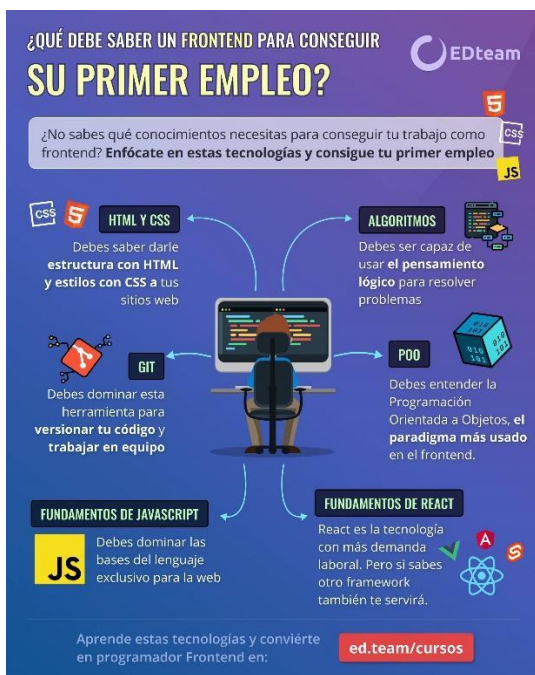 ¿QUÉ DEBE SABER UN FRONTEND PARA CONSEGUIR
SU PRIMER EMPLEO?
EDteam
¿No sabes qué conocimientos necesitas para conseguir tu trabajo como
frontend? Enfócate en estas tecnologías y consigue tu primer empleo
5
CSS
JS
CSS
5
HTML Y CSS
Debes saber darle
estructura con HTML
y estilos con CSS a tus
sitios web
ALGORITMOS
Debes ser capaz de
usar el pensamiento
lógico para resolver
problemas
GIT
Debes dominar esta
herramienta para
versionar tu código y
trabajar en equipo
POO
Debes entender la
Programación
Orientada a Objetos, el
paradigma más usado
en el frontend.
FUNDAMENTOS DE JAVASCRIPT
JS
Debes dominar las
bases del lenguaje
exclusivo para la web
FUNDAMENTOS DE REACT
React es la tecnología
con más demanda
laboral. Pero si sabes
otro framework
también te servirá.
A
Aprende estas tecnologías y conviérte
en programador Frontend en:
ed.team/cursos